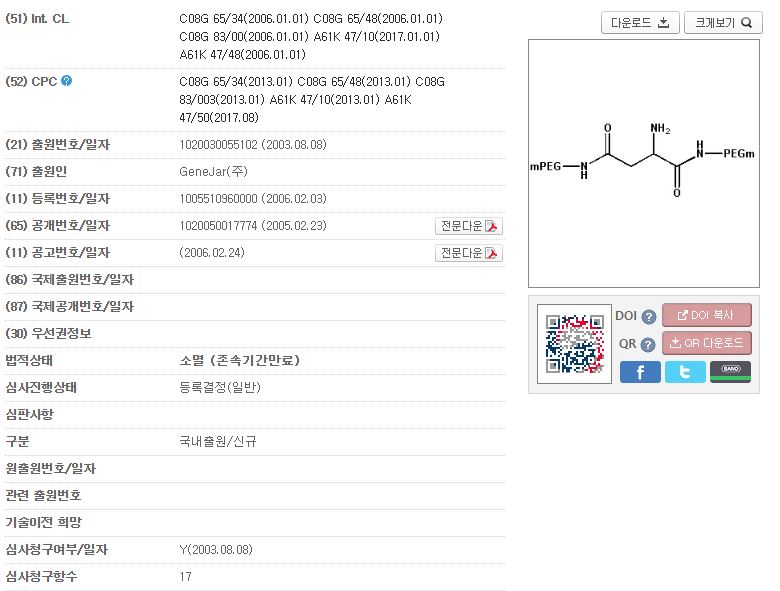 (51) Int. CL
C08G 65/34(2006.01.01) C08G 65/48(2006.01.01)
C08G 83/00(2006.01.01) A61K 47/10(2017.01.01)
A61K 47/48(2006.01.01)
(52) CPC ?
C08G 65/34(2013.01) C08G 65/48(2013.01) C08G
83/003(2013.01) A61K 47/10(2013.01) A61K
47/50(2017.08)
(21) 출원번호/일자 1020030055102 (2003.08.08)
(71) 출원인 GeneJar(주)
(11) 등록번호/일자 1005510960000 (2006.02.03)
(65) 공개번호/일자 1020050017774 (2005.02.23) 전문다운
(11) 공고번호/일자 (2006.02.24) 전문다운
(86) 국제출원번호/일자
(87) 국제공개번호/일자
(30) 우선권정보
법적상태 소멸 (존속기간만료)
심사진행상태 등록결정(일반)
심판사항
구분 국내출원/신규
원출원번호/일자
관련 출원번호
기술이전 희망
심사청구여부/일자 Y(2003.08.08)
심사청구항수 17
다운로드 크게보기
O NH2
H
N PEGm
mPEG N
H
O
DOI ? DOI 복사
QR ? QR 다운로드
f t BAND